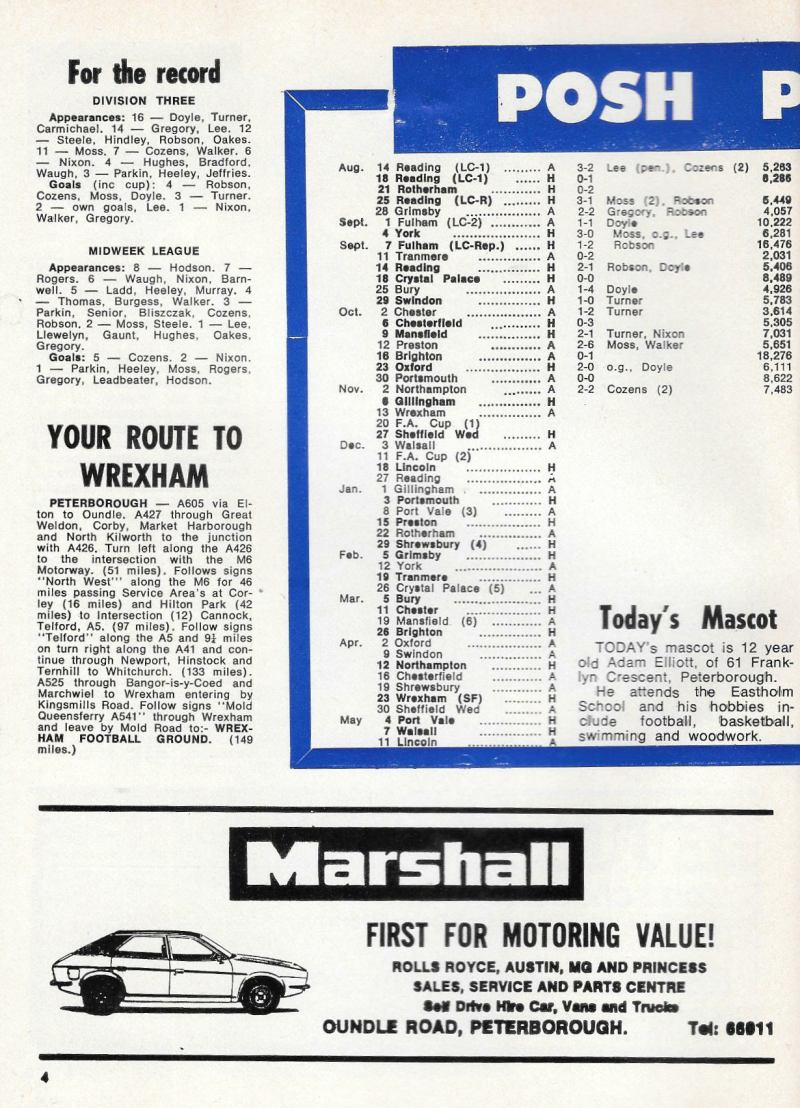 For the record
DIVISION THREE
Appearances: 16 — Doyle, Turner,
Carmichael. 14 — Gregory, Lee. 12
— Steele, Hindley, Robson, Oakes.
11 — Moss. 7 — Cozens, Walker. 6
— Nixon. 4 — Hughes, Bradford,
Waugh, 3 — Parkin, Heeley, Jeffries.
Goals (inc cup): 4 — Robson,
Cozens, Moss, Doyle. 3 — Turner.
2 — own goals, Lee. 1 — Nixon,
Walker, Gregory.
MIDWEEK LEAGUE
Appearances: 8 — Hodson. 7 —
Rogers. 6 — Waugh, Nixon, Barn-
well. 5 — Ladd, Heeley, Murray. 4
— Thomas, Burgess, Walker. 3 —
Parkin, Senior, Bliszczak, Cozens,
Robson. 2 — Moss, Steele. 1 — Lee,
Llewelyn, Gaunt, Hughes, Oakes,
Gregory.
Goals: 5 — Cozens. 2 — Nixon.
1 — Parkin, Heeley, Moss, Rogers,
Gregory, Leadbeater, Hodson.
YOUR ROUTE TO
WREXHAM
PETERBOROUGH — A605 via El-
ton to Oundle. A427 through Great
Weldon, Corby, Market Harborough
and North Kilworth to the junction
with A426. Turn left along the A426
to the intersection with the M6
Motorway. (51 miles). Follows signs
"North West"' along the M6 for 46
miles passing Service Area's at Cor-
ley (16 miles) and Hilton Park (42
miles) to Intersection (12) Cannock,
Telford, A5. (97 miles). Follow signs
"Telford" along the A5 and 9½ miles
on turn right along the A41 and con-
tinue through Newport, Hinstock and
Ternhill to Whitchurch. (133 miles).
A525 through Bangor-is-y-Coed and
Marchwiel to Wrexham entering by
Kingsmills Road. Follow signs "Mold
Queensferry A541" through Wrexham
and leave by Mold Road to:- WREX-
HAM FOOTBALL GROUND. (149
miles.)
POSH P
Aug. 14 Reading (LC-1) ......... A 3-2 Lee (pen.), Cozens (2) 5,263
18 Reading (LC-1) ...... H 0-1 6,286
21 Rotherham ............... H 0-2
25 Reading (LC-R) ...... H 3-1 Moss (2), Robson 5,449
28 Grimsby ............... A 2-2 Gregory, Robson 4,057
Sept. 1 Fulham (LC-2) ......... A 1-1 Doyle 10,222
4 York ............... H 3-0 Moss, o.g., Lee 6,281
Sept. 7 Fulham (LC-Rep.) ...... H 1-2 Robson 16,476
11 Tranmere ............... A 0-2 2,031
14 Reading ............... H 2-1 Robson, Doyle 5,406
18 Crystal Palace ............ H 0-0 8,489
25 Bury ............... A 1-4 Doyle 4,926
29 Swindon ............... H 1-0 Turner 5,783
Oct. 2 Chester ............... A 1-2 Turner 3,614
6 Chesterfield ............... H 0-3 5,305
9 Mansfield ............... H 2-1 Turner, Nixon 7,031
12 Preston ............... A 2-6 Moss, Walker 5,651
16 Brighton ............... H 0-1 18,276
23 Oxford ............... H 2-0 o.g., Doyle 6,111
30 Portsmouth ............... A 0-0 8,622
Nov. 2 Northampton ......... A 2-2 Cozens (2) 7,483
6 Gillingham ............... H
13 Wrexham ............... A
20 F.A. Cup (1)
27 Sheffield Wed ......... H
Dec. 3 Walsall ............... A
11 F.A. Cup (2)
18 Lincoln ............... H
27 Reading ............... A
Jan. 1 Gillingham ............... A
3 Portsmouth ............... H
8 Port Vale (3) ............ A
15 Preston ............... H
22 Rotherham ............... A
29 Shrewsbury (4) ...... H
Feb. 5 Grimsby ............... H
12 York ............... A
19 Tranmere ............... H
26 Crystal Palace (5) ... A
Mar. 5 Bury ............... H
11 Chester ............... H
19 Mansfield (6) ............ A
26 Brighton ............... H
Apr. 2 Oxford ............... A
9 Swindon ............... A
12 Northampton ............ H
16 Chesterfield ............... A
19 Shrewsbury ............... A
23 Wrexham (SF) ......... H
30 Sheffield Wed ......... A
May 4 Port Vale ............... H
7 Walsall ............... H
11 Lincoln ............... A
Today's Mascot
TODAY's mascot is 12 year
old Adam Elliott, of 61 Frank-
lyn Crescent, Peterborough.
He attends the Eastholm
School and his hobbies in-
clude football, basketball,
swimming and woodwork.
Marshall
FIRST FOR MOTORING VALUE!
ROLLS ROYCE, AUSTIN, MG AND PRINCESS
SALES, SERVICE AND PARTS CENTRE
Self Drive Hire Car, Vans and Trucks
OUNDLE ROAD, PETERBOROUGH. Tel: 66011
4